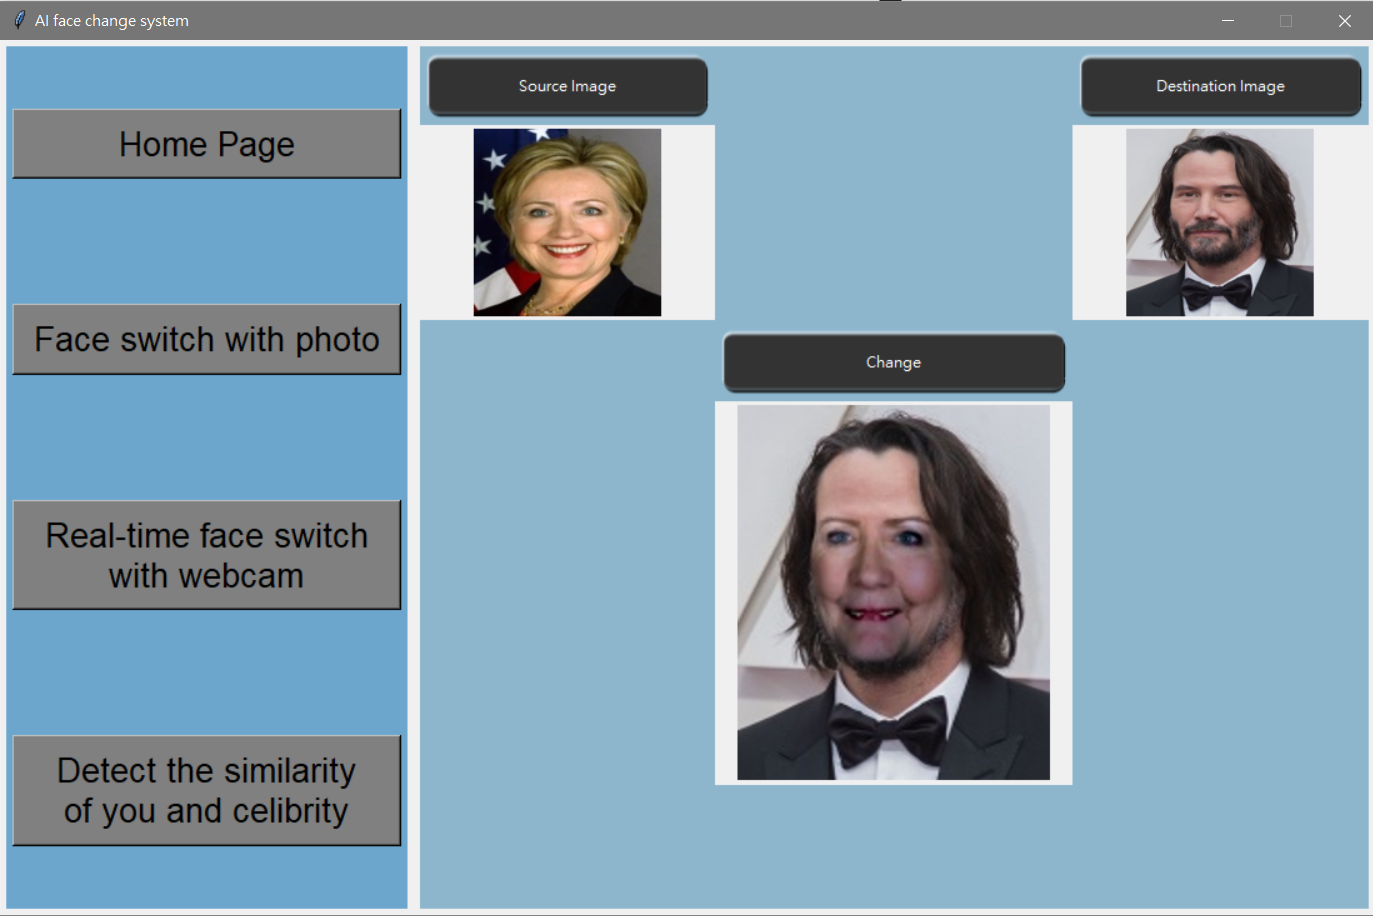 AI face change system
Home Page
Face switch with photo
Real-time face switch
with webcam
Detect the similarity
of you and celibrity
Source Image
Destination Image
Change